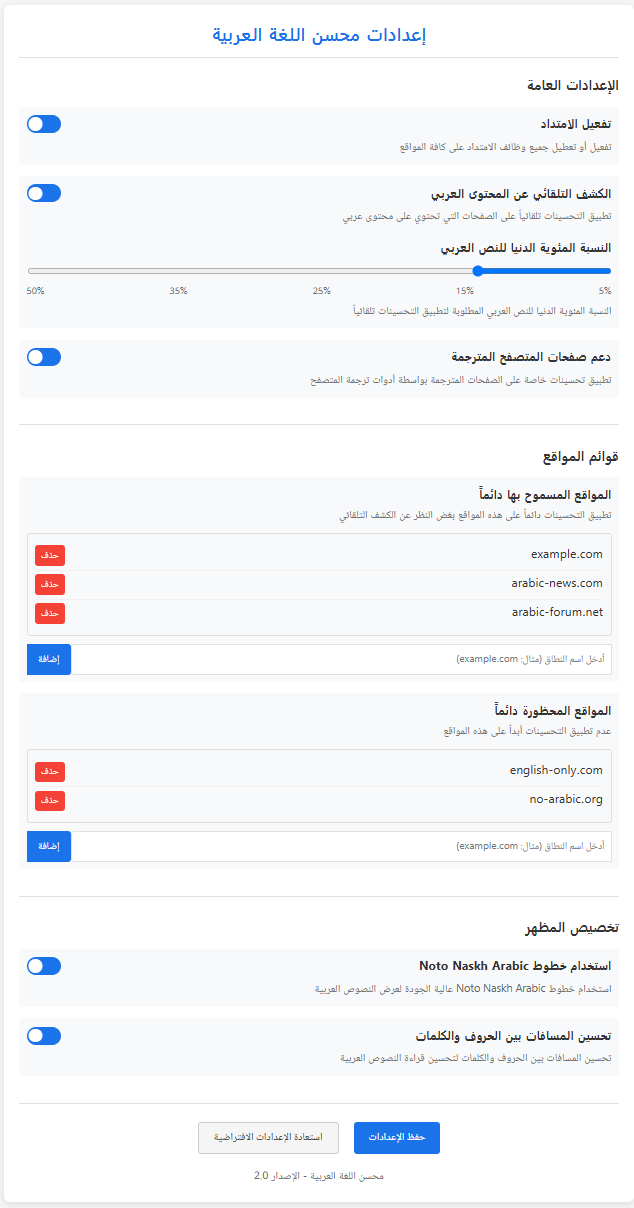 إعدادات محسن اللغة العربية
الإعدادات العامة
تفعيل الامتداد
تفعيل أو تعطيل جميع وظائف الامتداد على كافة المواقع
الكشف التلقائي عن المحتوى العربي
تطبيق التحسينات تلقائياً على الصفحات التي تحتوي على محتوى عربي
النسبة المئوية الدنيا للنص العربي
5% 15% 25% 35% 50%
النسبة المئوية الدنيا للنص العربي المطلوبة لتطبيق التحسينات تلقائياً
دعم صفحات المتصفح المترجمة
تطبيق تحسينات خاصة على الصفحات المترجمة بواسطة أدوات ترجمة المتصفح
قوائم المواقع
المواقع المسموح بها دائماً
تطبيق التحسينات دائماً على هذه المواقع بغض النظر عن الكشف التلقائي
example.com حذف
arabic-news.com حذف
arabic-forum.net حذف
أدخل اسم النطاق (مثال: example.com) إضافة
المواقع المحظورة دائماً
عدم تطبيق التحسينات أبداً على هذه المواقع
english-only.com حذف
no-arabic.org حذف
أدخل اسم النطاق (مثال: example.com) إضافة
تخصيص المظهر
استخدام خطوط Noto Naskh Arabic
استخدام خطوط Noto Naskh Arabic عالية الجودة لعرض النصوص العربية
تحسين المسافات بين الحروف والكلمات
تحسين المسافات بين الحروف والكلمات لتحسين قراءة النصوص العربية
حفظ الإعدادات استعادة الإعدادات الافتراضية
محسن اللغة العربية - الإصدار 2.0